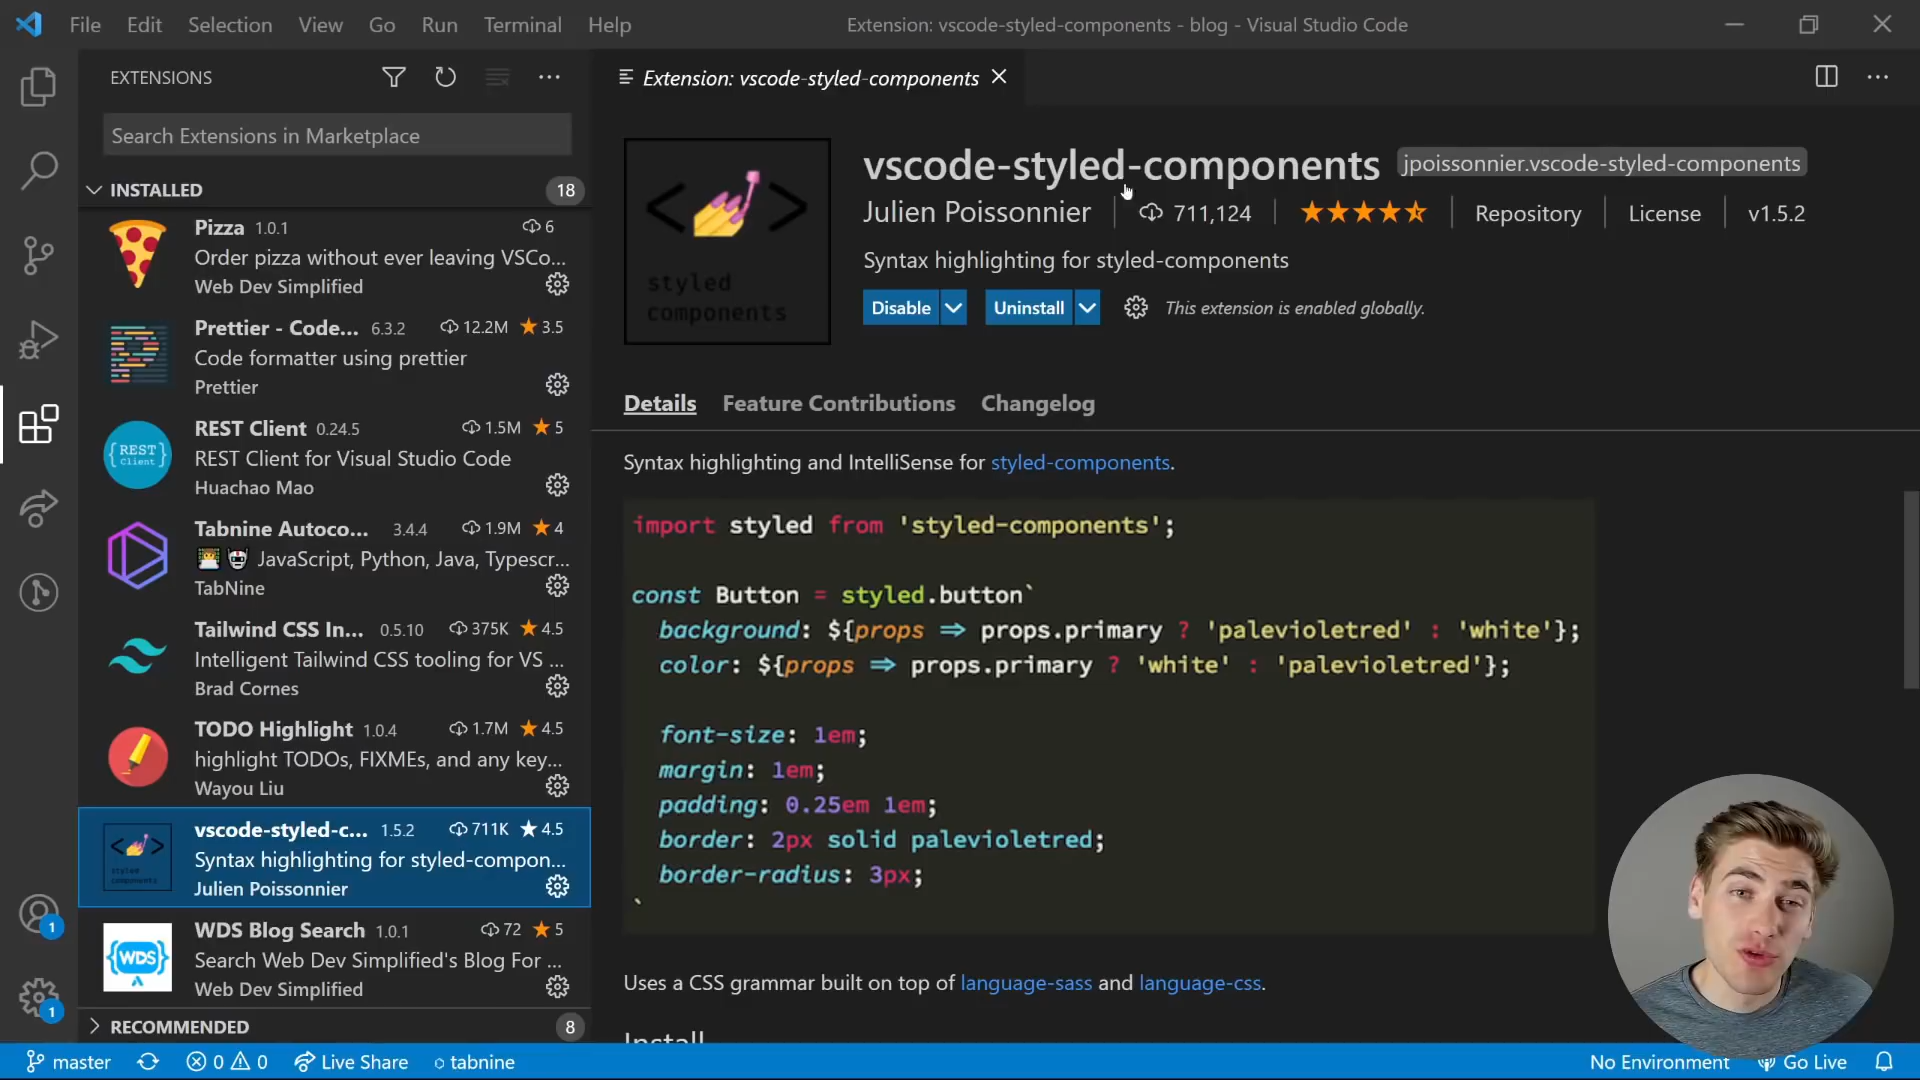 File Edit Selection View Go Run Terminal Help
Extension: vscode-styled-components - blog - Visual Studio Code
EXTENSIONS
Search Extensions in Marketplace
INSTALLED 18
Pizza 1.0.1 6
Order pizza without ever leaving VSCo...
Web Dev Simplified
Prettier - Code... 6.3.2 12.2M 3.5
Code formatter using prettier
Prettier
REST Client 0.24.5 1.5M 5
{REST}
Client
REST Client for Visual Studio Code
Huachao Mao
Tabnine Autoco... 3.4.4 1.9M 4
JavaScript, Python, Java, Typescr...
TabNine
Tailwind CSS In... 0.5.10 375K 4.5
Intelligent Tailwind CSS tooling for VS ...
Brad Cornes
TODO Highlight 1.0.4 1.7M 4.5
highlight TODOs, FIXMEs, and any key...
Wayou Liu
vscode-styled-c... 1.5.2 711K 4.5
Syntax highlighting for styled-compon...
styled
components
Julien Poissonnier
WDS Blog Search 1.0.1 72 5
{WDS}
Search Web Dev Simplified's Blog For ...
Web Dev Simplified
RECOMMENDED 8
Extension: vscode-styled-components
< >
styled
components
vscode-styled-components jpoissonnier.vscode-styled-components
Julien Poissonnier 711,124 Repository License v1.5.2
Syntax highlighting for styled-components
Disable Uninstall This extension is enabled globally.
Details Feature Contributions Changelog
Syntax highlighting and IntelliSense for styled-components.
import styled from 'styled-components';
const Button = styled.button`
background: ${props => props.primary ? 'palevioletred' : 'white'};
color: ${props => props.primary ? 'white' : 'palevioletred'};
font-size: 1em;
margin: 1em;
padding: 0.25em 1em;
border: 2px solid palevioletred;
border-radius: 3px;
`
Uses a CSS grammar built on top of language-sass and language-css.
Install
1
1
master 0 0 Live Share tabnine No Environment Go Live